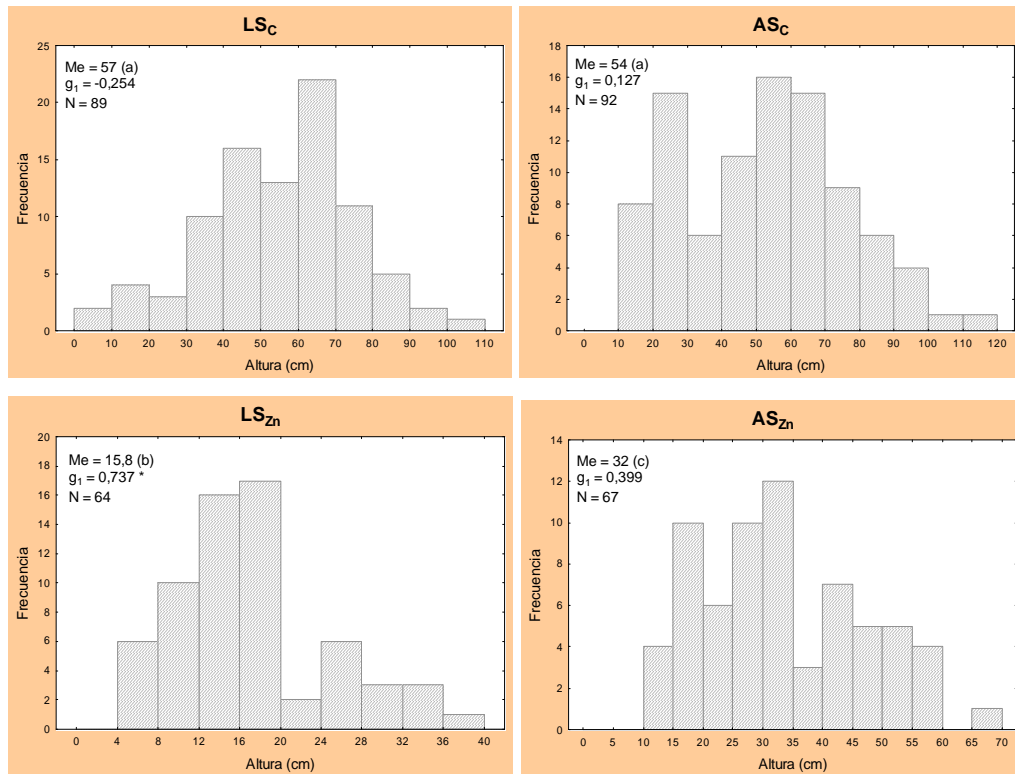 LS_C
Me = 57 (a)
g₁ = -0,254
N = 89
Frecuencia
25
20
15
10
5
0
0 10 20 30 40 50 60 70 80 90 100 110
Altura (cm)
AS_C
Me = 54 (a)
g₁ = 0,127
N = 92
Frecuencia
18
16
14
12
10
8
6
4
2
0
0 10 20 30 40 50 60 70 80 90 100 110 120
Altura (cm)
LS_Zn
Me = 15,8 (b)
g₁ = 0,737 *
N = 64
Frecuencia
20
18
16
14
12
10
8
6
4
2
0
0 4 8 12 16 20 24 28 32 36 40
Altura (cm)
AS_Zn
Me = 32 (c)
g₁ = 0,399
N = 67
Frecuencia
14
12
10
8
6
4
2
0
0 5 10 15 20 25 30 35 40 45 50 55 60 65 70
Altura (cm)